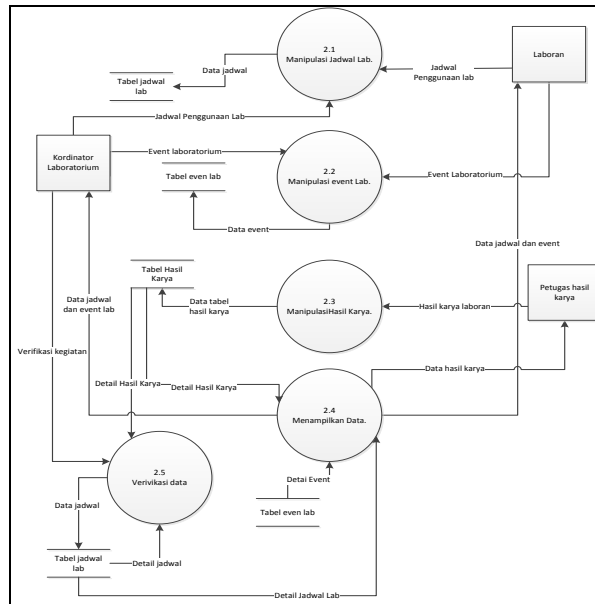 2.1
Manipulasi Jadwal Lab.
Laboran
Data jadwal
Jadwal
Penggunaan lab
Tabel jadwal
lab
Jadwal Penggunaan Lab
Kordinator
Laboratorium
Event laboratorium
Tabel even lab
2.2
Manipulasi event Lab.
Event Laboratorium
Data event
Data jadwal dan event
Tabel Hasil
Karya
2.3
ManipulasiHasil Karya.
Petugas hasil
karya
Data jadwal
dan event lab
Data tabel
hasil karya
Hasil karya laboran
Verifikasi kegiatan
Data hasil karya
Detail Hasil Karya
Detail Hasil Karya
2.4
Menampilkan Data.
2.5
Verivikasi data
Detai Event
Data jadwal
Tabel even lab
Tabel jadwal
lab
Detail jadwal
Detail Jadwal Lab